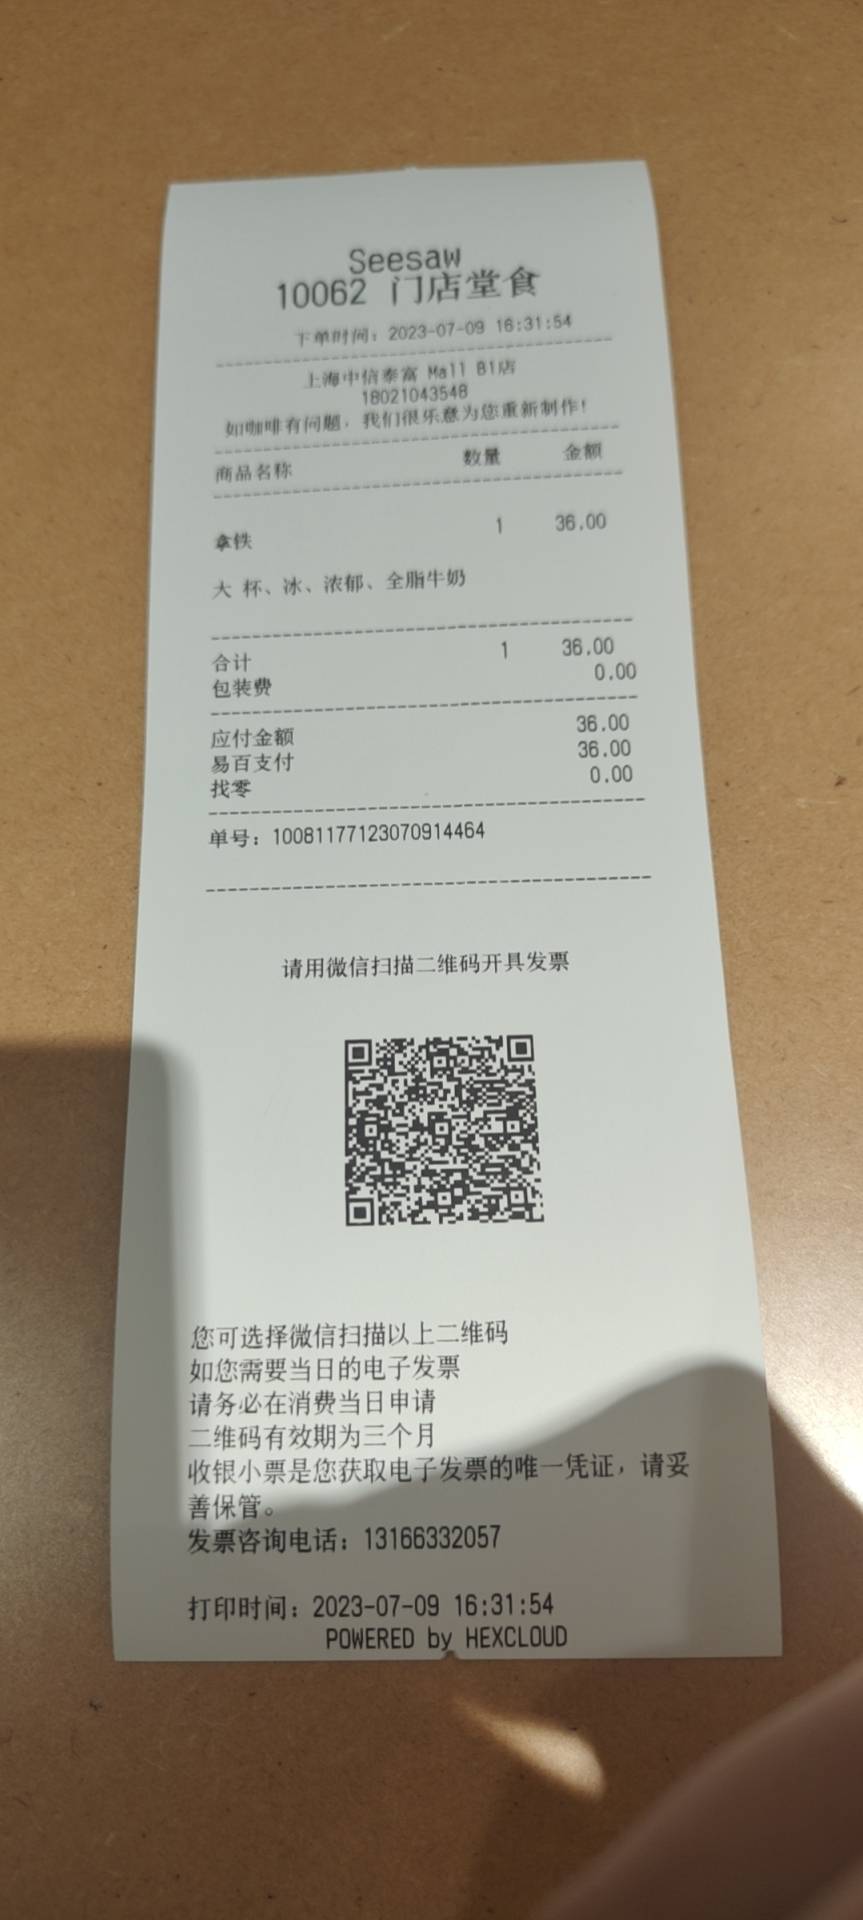 Seesaw
10062 门店堂食
下单时间：2023-07-09 16:31:54
上海中信泰富 Mall B1店
18021043548
如咖啡有问题，我们很乐意为您重新制作！
商品名称 数量 金额
拿铁 1 36.00
大 杯、冰、浓郁、全脂牛奶
合计 1 36.00
包装费 0.00
应付金额 36.00
易百支付 36.00
找零 0.00
单号：10081177123070914464
请用微信扫描二维码开具发票
您可选择微信扫描以上二维码
如您需要当日的电子发票
请务必在消费当日申请
二维码有效期为三个月
收银小票是您获取电子发票的唯一凭证，请妥
善保管。
发票咨询电话：13166332057
打印时间：2023-07-09 16:31:54
POWERED by HEXCLOUD